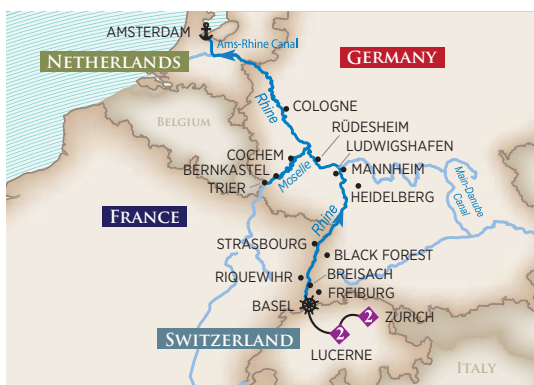 AMSTERDAM
Ams-Rhine Canal
NETHERLANDS
GERMANY
Rhine
COLOGNE
BELGIUM
RÜDESHEIM
LUDWIGSHAFEN
COCHEM
BERNKASTEL
TRIER
Moselle
MANNHEIM
HEIDELBERG
Main-Danube
Canal
FRANCE
Rhine
STRASBOURG
BLACK FOREST
RIQUEWIHR
BREISACH
FREIBURG
BASEL
2
ZURICH
SWITZERLAND
2
LUCERNE
ITALY